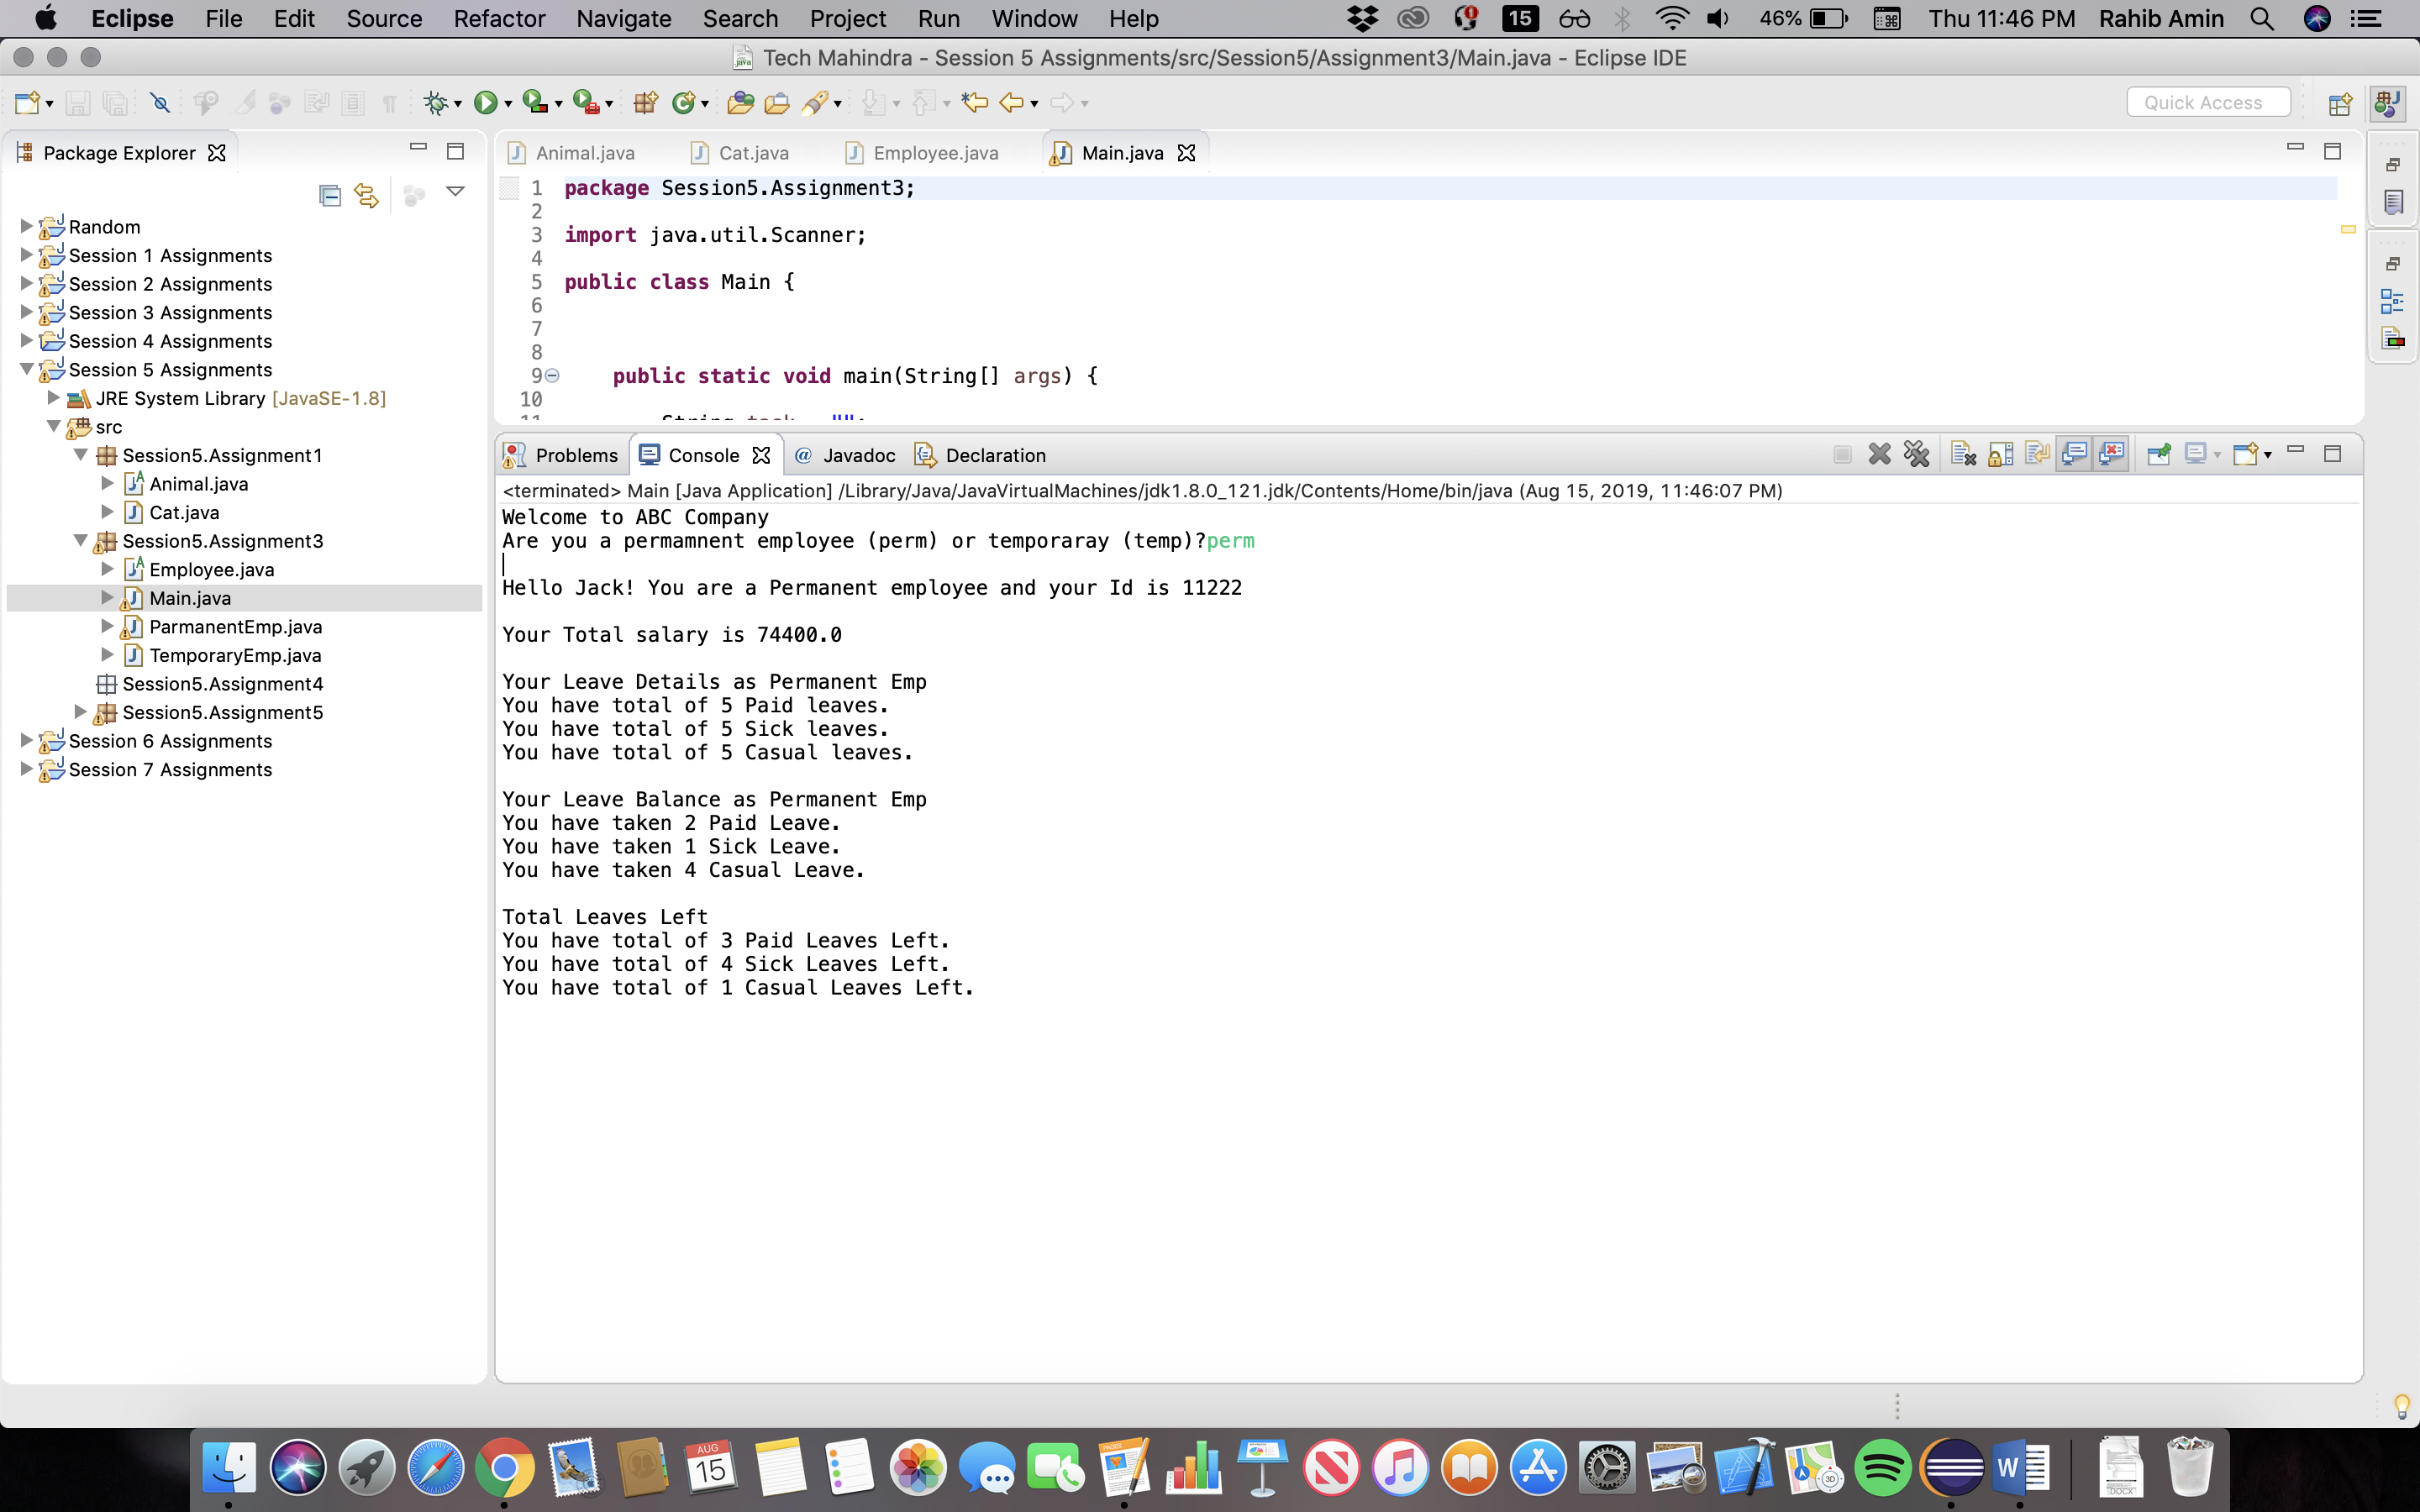 Eclipse File Edit Source Refactor Navigate Search Project Run Window Help 15 46% Thu 11:46 PM Rahib Amin
Tech Mahindra - Session 5 Assignments/src/Session5/Assignment3/Main.java - Eclipse IDE
Quick Access
Package Explorer
Random
Session 1 Assignments
Session 2 Assignments
Session 3 Assignments
Session 4 Assignments
Session 5 Assignments
JRE System Library [JavaSE-1.8]
src
Session5.Assignment1
Animal.java
Cat.java
Session5.Assignment3
Employee.java
Main.java
ParmanentEmp.java
TemporaryEmp.java
Session5.Assignment4
Session5.Assignment5
Session 6 Assignments
Session 7 Assignments
Animal.java Cat.java Employee.java Main.java
1 package Session5.Assignment3;
2
3 import java.util.Scanner;
4
5 public class Main {
6
7
8
9 public static void main(String[] args) {
10
Problems Console @ Javadoc Declaration
<terminated> Main [Java Application] /Library/Java/JavaVirtualMachines/jdk1.8.0_121.jdk/Contents/Home/bin/java (Aug 15, 2019, 11:46:07 PM)
Welcome to ABC Company
Are you a permamnent employee (perm) or temporaray (temp)?perm
Hello Jack! You are a Permanent employee and your Id is 11222
Your Total salary is 74400.0
Your Leave Details as Permanent Emp
You have total of 5 Paid leaves.
You have total of 5 Sick leaves.
You have total of 5 Casual leaves.
Your Leave Balance as Permanent Emp
You have taken 2 Paid Leave.
You have taken 1 Sick Leave.
You have taken 4 Casual Leave.
Total Leaves Left
You have total of 3 Paid Leaves Left.
You have total of 4 Sick Leaves Left.
You have total of 1 Casual Leaves Left.
AUG
15
PAGES
3D
W
DOCX